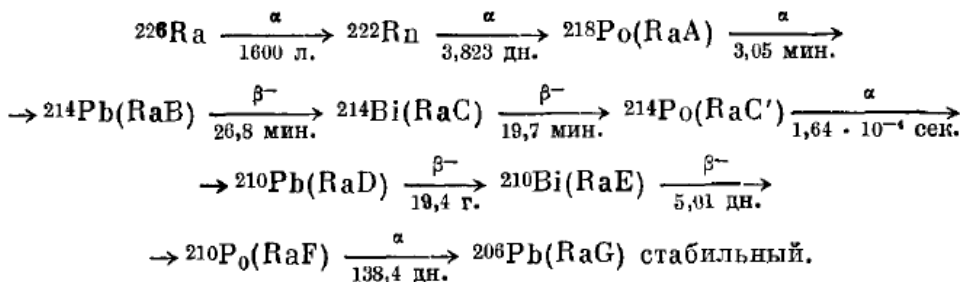 ²²⁶Ra —α→ 1600 л. ²²²Rn —α→ 3,823 дн. ²¹⁸Po(RaA) —α→ 3,05 мин.
→ ²¹⁴Pb(RaB) —β⁻→ 26,8 мин. ²¹⁴Bi(RaC) —β⁻→ 19,7 мин. ²¹⁴Po(RaC′) —α→ 1,64 · 10⁻⁴ сек.
→ ²¹⁰Pb(RaD) —β⁻→ 19,4 г. ²¹⁰Bi(RaE) —β⁻→ 5,01 дн.
→ ²¹⁰P₀(RaF) —α→ 138,4 дн. ²⁰⁶Pb(RaG) стабильный.